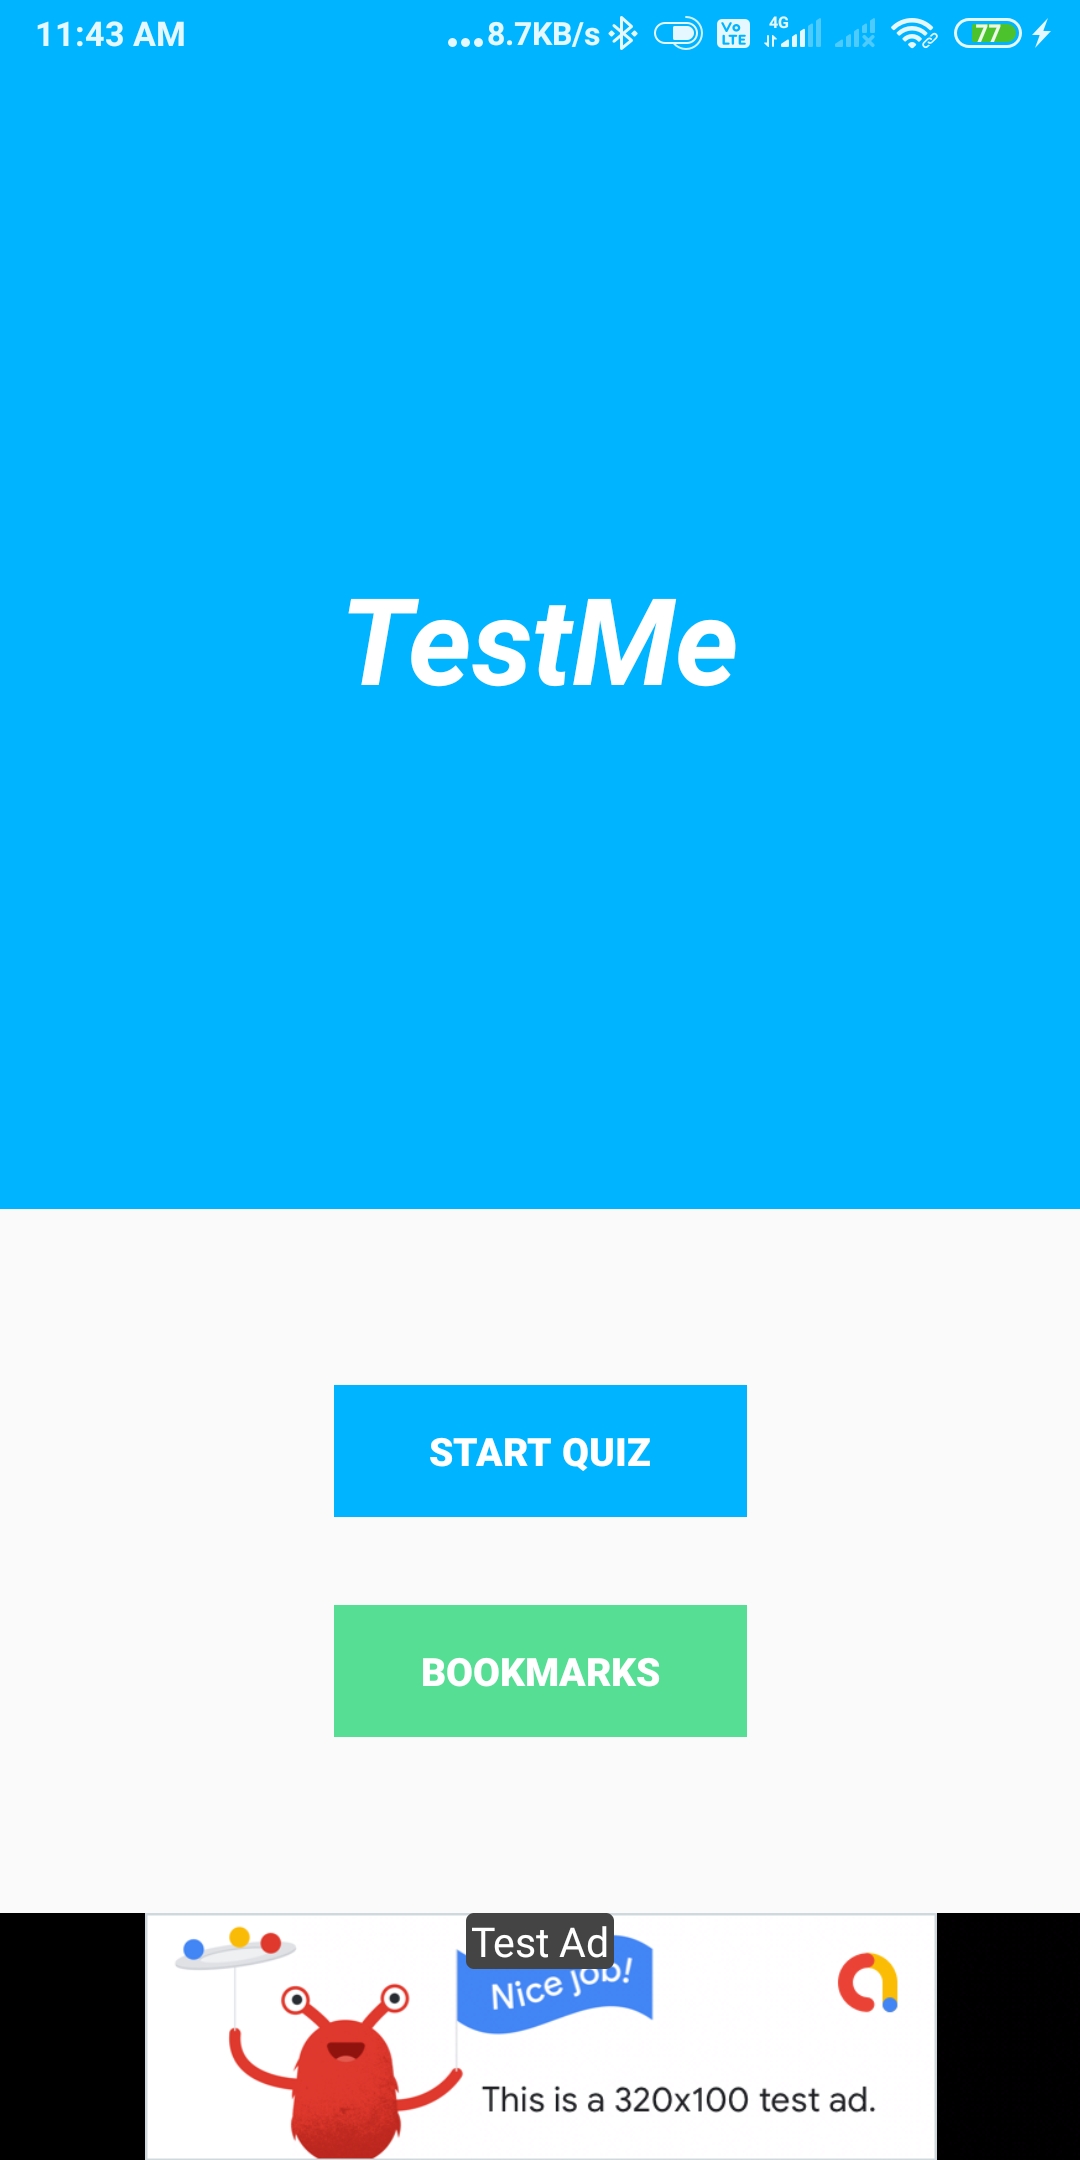 11:43 AM ...8.7KB/s Vo LTE 4G 77
TestMe
START QUIZ
BOOKMARKS
Test Ad
Nice job!
This is a 320x100 test ad.